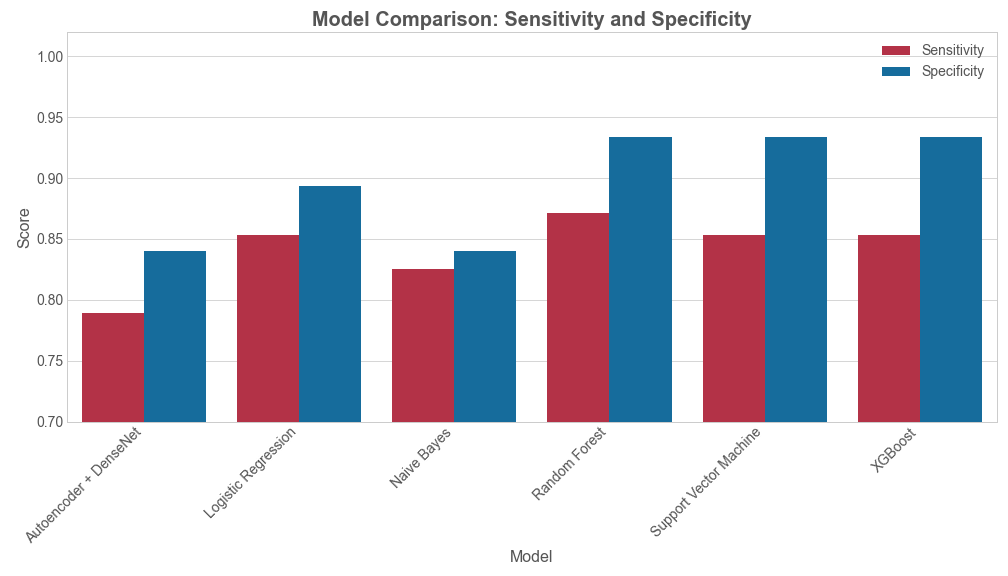 Model Comparison: Sensitivity and Specificity
Sensitivity
Specificity
1.00
0.95
0.90
0.85
0.80
0.75
0.70
Score
Autoencoder + DenseNet
Logistic Regression
Naive Bayes
Random Forest
Support Vector Machine
XGBoost
Model